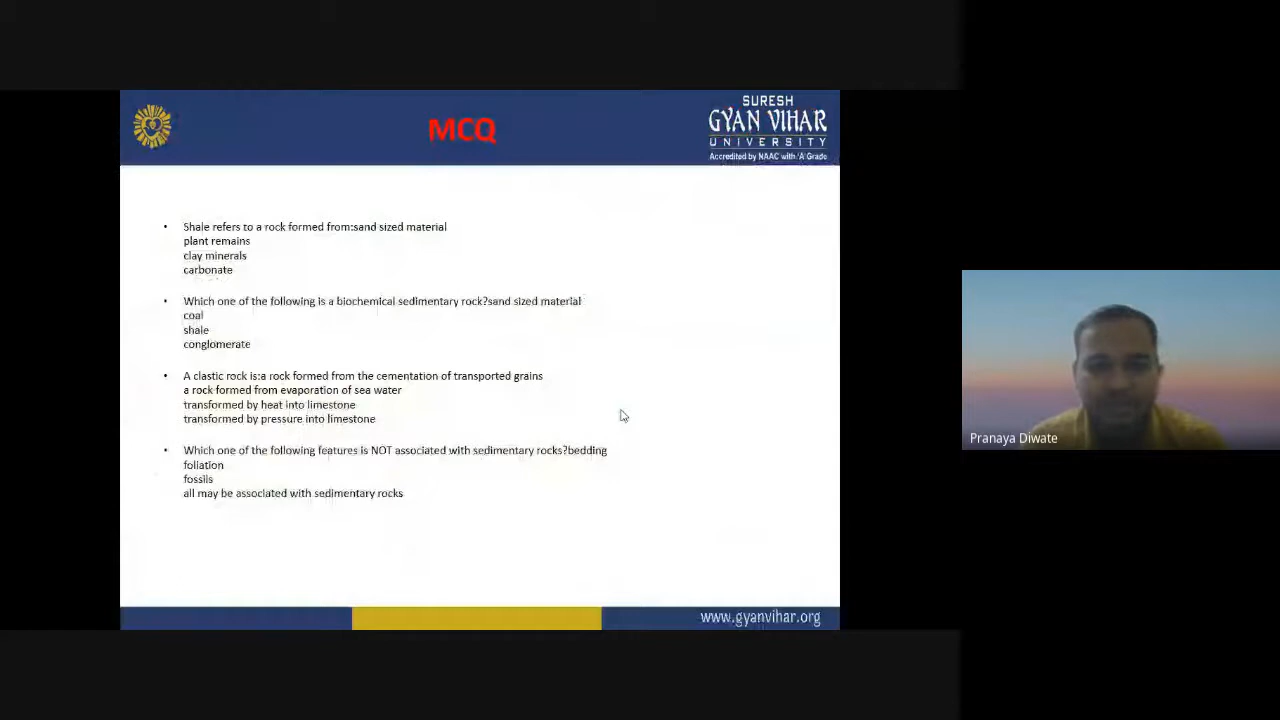 MCQ
SURESH
GYAN VIHAR
UNIVERSITY
Accredited by NAAC with 'A' Grade
• Shale refers to a rock formed from:sand sized material
plant remains
clay minerals
carbonate
• Which one of the following is a biochemical sedimentary rock?sand sized material
coal
shale
conglomerate
• A clastic rock is:a rock formed from the cementation of transported grains
a rock formed from evaporation of sea water
transformed by heat into limestone
transformed by pressure into limestone
• Which one of the following features is NOT associated with sedimentary rocks?bedding
foliation
fossils
all may be associated with sedimentary rocks
Pranaya Diwate
www.gyanvihar.org